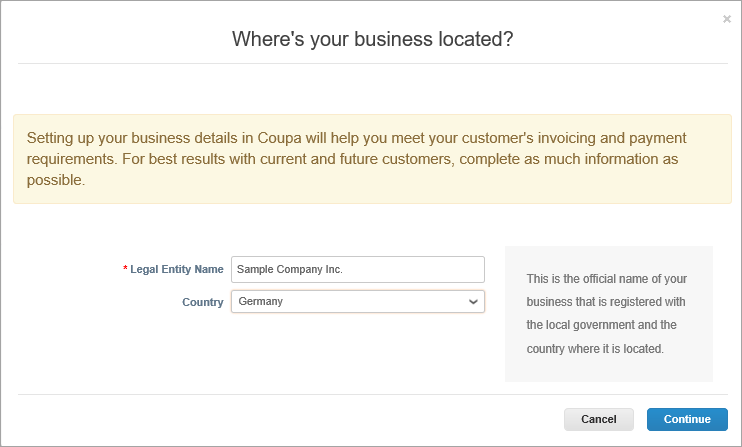 ×
Where's your business located?
Setting up your business details in Coupa will help you meet your customer's invoicing and payment
requirements. For best results with current and future customers, complete as much information as
possible.
* Legal Entity Name Sample Company Inc.
Country Germany
This is the official name of your
business that is registered with
the local government and the
country where it is located.
Cancel Continue